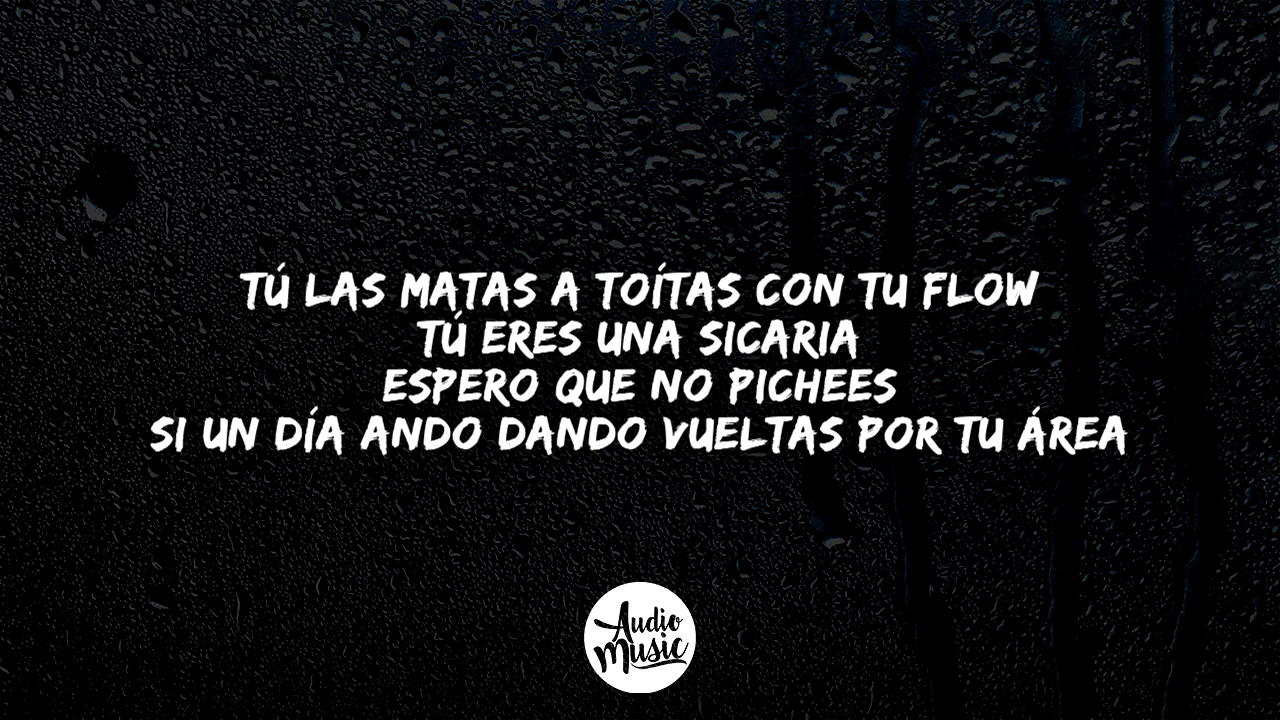 TÚ LAS MATAS A TOÍTAS CON TU FLOW
TÚ ERES UNA SICARIA
ESPERO QUE NO PICHEES
SI UN DÍA ANDO DANDO VUELTAS POR TU ÁREA
Audio
Music